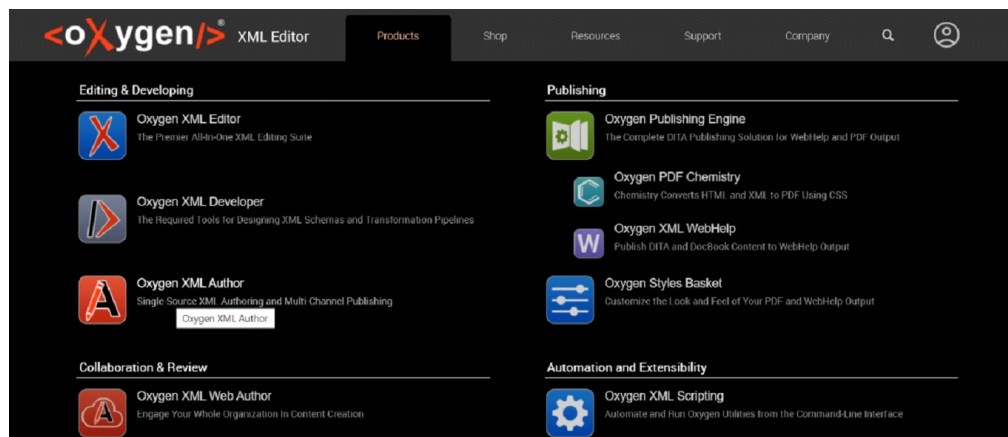 <oXygen/>® XML Editor
Products
Shop
Resources
Support
Company
Editing & Developing
Oxygen XML Editor
The Premier All-In-One XML Editing Suite
Oxygen XML Developer
The Required Tools for Designing XML Schemas and Transformation Pipelines
Oxygen XML Author
Single-Source XML Authoring and Multi-Channel Publishing
Oxygen XML Author
Collaboration & Review
Oxygen XML Web Author
Engage Your Whole Organization In Content Creation
Publishing
Oxygen Publishing Engine
The Complete DITA Publishing Solution for WebHelp and PDF Output
Oxygen PDF Chemistry
Chemistry Converts HTML and XML to PDF Using CSS
W
Oxygen XML WebHelp
Publish DITA and DocBook Content to WebHelp Output
Oxygen Styles Basket
Customize the Look and Feel of Your PDF and WebHelp Output
Automation and Extensibility
Oxygen XML Scripting
Automate and Run Oxygen Utilities from the Command-Line Interface